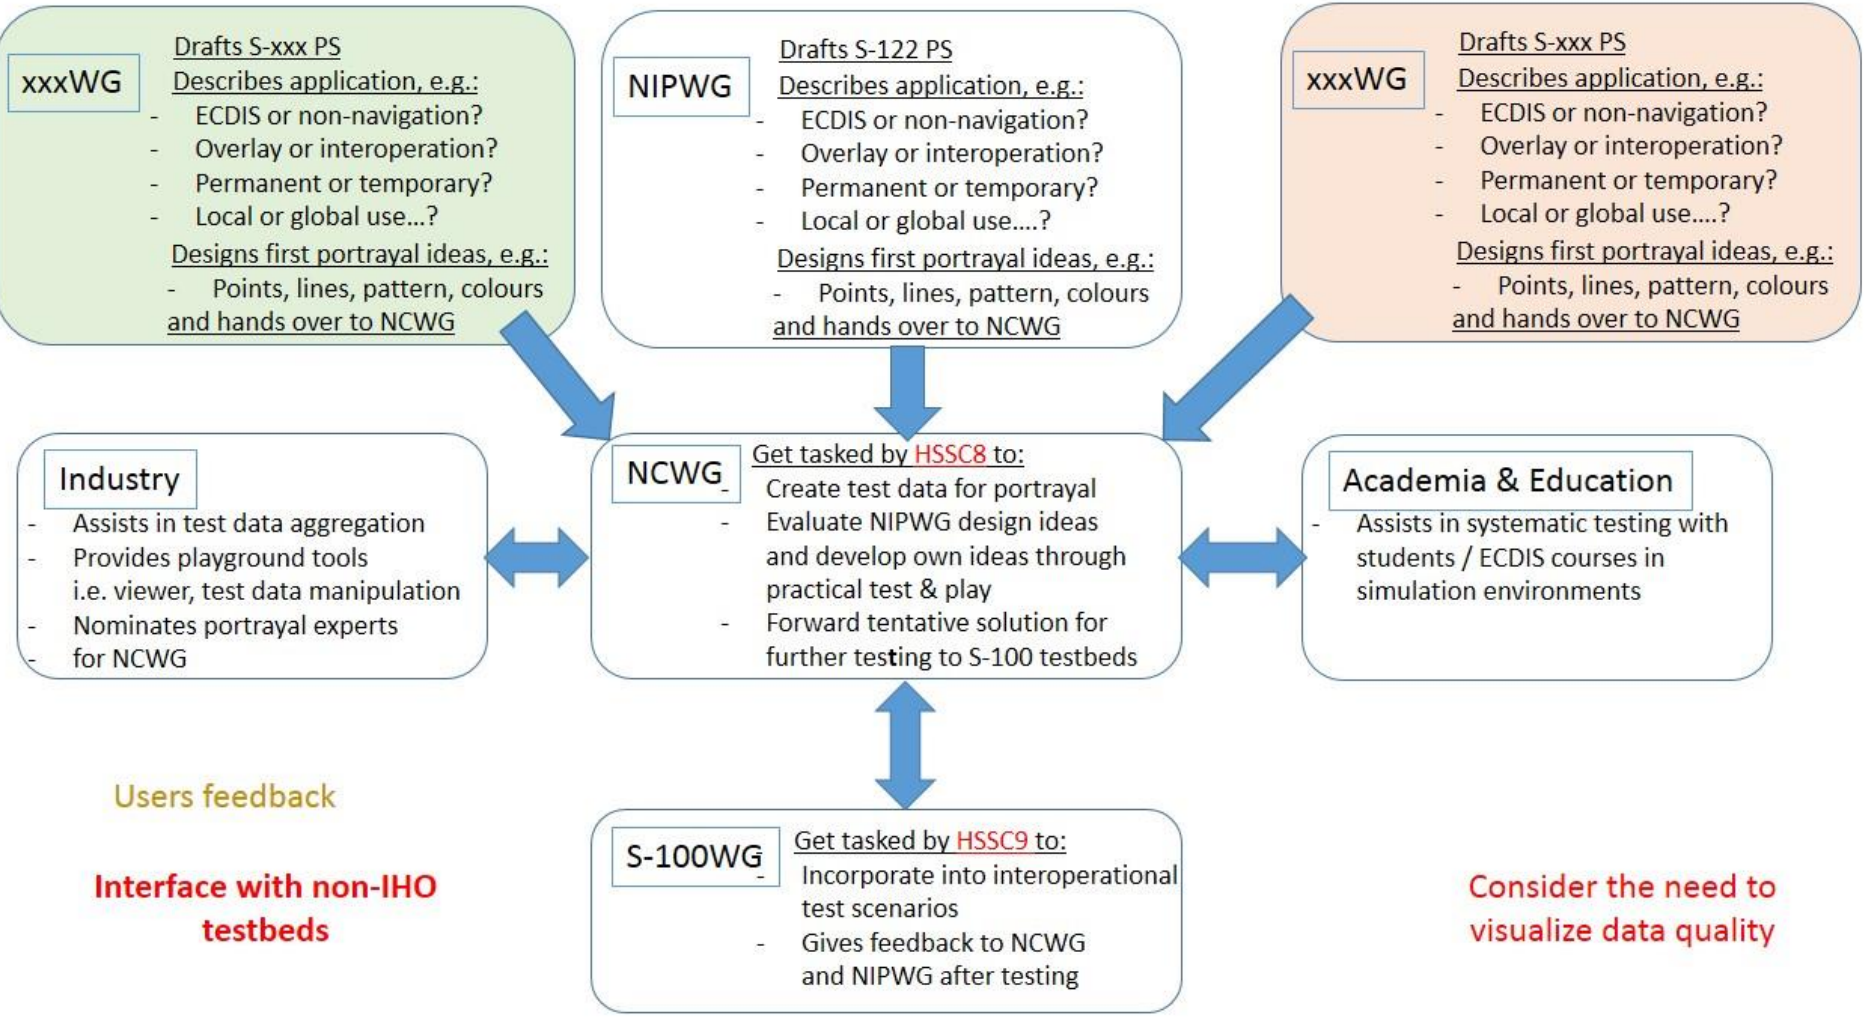 xxxWG
Drafts S-xxx PS
Describes application, e.g.:
- ECDIS or non-navigation?
- Overlay or interoperation?
- Permanent or temporary?
- Local or global use…?
Designs first portrayal ideas, e.g.:
- Points, lines, pattern, colours
and hands over to NCWG
NIPWG
Drafts S-122 PS
Describes application, e.g.:
- ECDIS or non-navigation?
- Overlay or interoperation?
- Permanent or temporary?
- Local or global use….?
Designs first portrayal ideas, e.g.:
- Points, lines, pattern, colours
and hands over to NCWG
xxxWG
Drafts S-xxx PS
Describes application, e.g.:
- ECDIS or non-navigation?
- Overlay or interoperation?
- Permanent or temporary?
- Local or global use….?
Designs first portrayal ideas, e.g.:
- Points, lines, pattern, colours
and hands over to NCWG
Industry
- Assists in test data aggregation
- Provides playground tools
i.e. viewer, test data manipulation
- Nominates portrayal experts
- for NCWG
NCWG
Get tasked by HSSC8 to:
- Create test data for portrayal
- Evaluate NIPWG design ideas
and develop own ideas through
practical test & play
- Forward tentative solution for
further testing to S-100 testbeds
Academia & Education
- Assists in systematic testing with
students / ECDIS courses in
simulation environments
Users feedback
Interface with non-IHO
testbeds
S-100WG
Get tasked by HSSC9 to:
- Incorporate into interoperational
test scenarios
- Gives feedback to NCWG
and NIPWG after testing
Consider the need to
visualize data quality